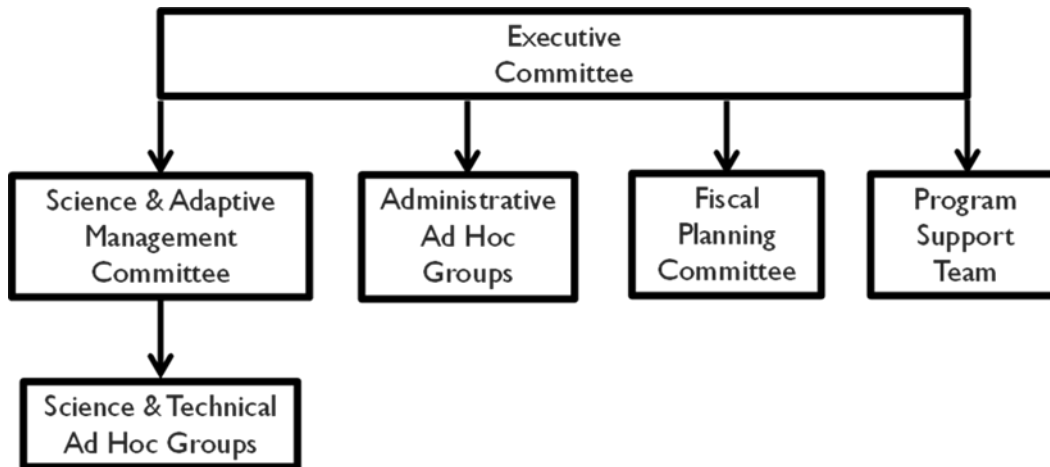 Executive
Committee
Science & Adaptive
Management
Committee
Administrative
Ad Hoc
Groups
Fiscal
Planning
Committee
Program
Support
Team
Science & Technical
Ad Hoc Groups